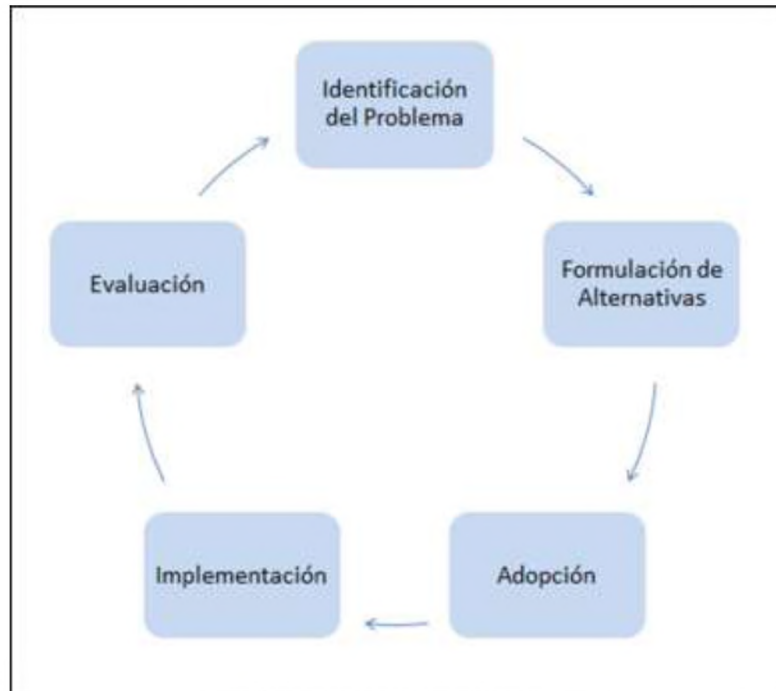 Identificación
del Problema
Formulación de
Alternativas
Adopción
Implementación
Evaluación